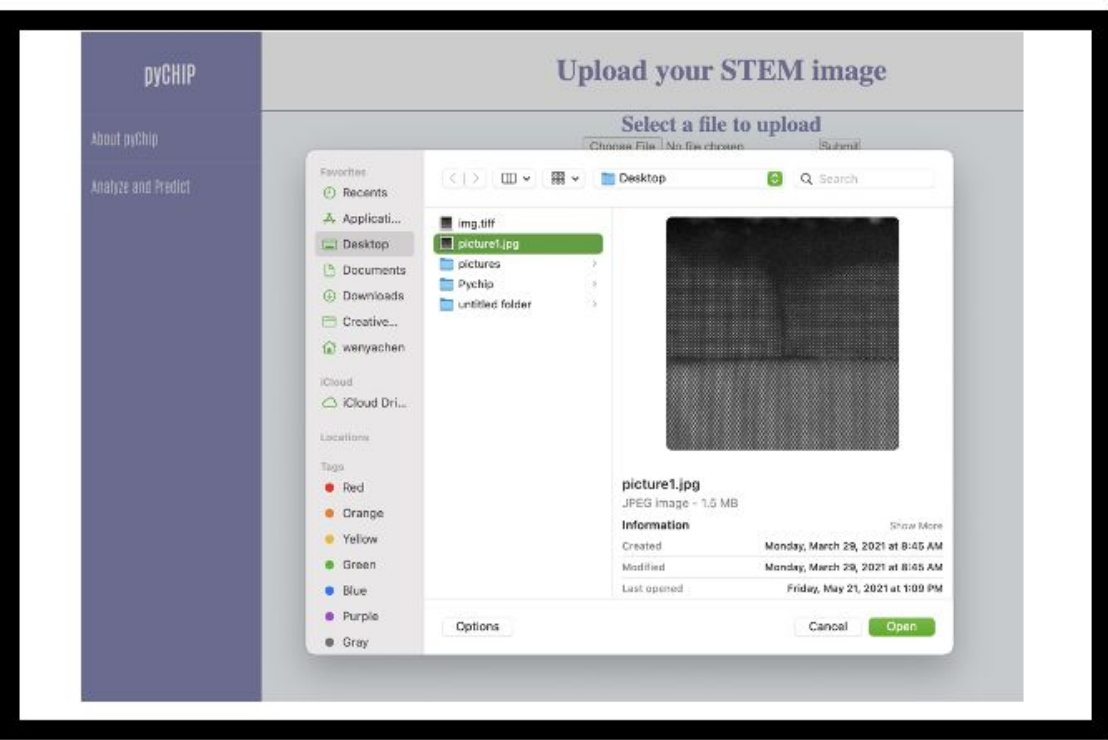 pyCHIP
About pyChip
Analyze and Predict
Upload your STEM image
Select a file to upload
Choose File No file chosen Submit
Favorites
Recents
Applicati...
Desktop
Documents
Downloads
Creative...
wenyachen
iCloud
iCloud Dri...
Locations
Tags
Red
Orange
Yellow
Green
Blue
Purple
Gray
Desktop
Search
img.tiff
picture1.jpg
pictures
Pychip
untitled folder
picture1.jpg
JPEG image - 1.5 MB
Information Show More
Created Monday, March 29, 2021 at 8:45 AM
Modified Monday, March 29, 2021 at 8:45 AM
Last opened Friday, May 21, 2021 at 1:09 PM
Options Cancel Open